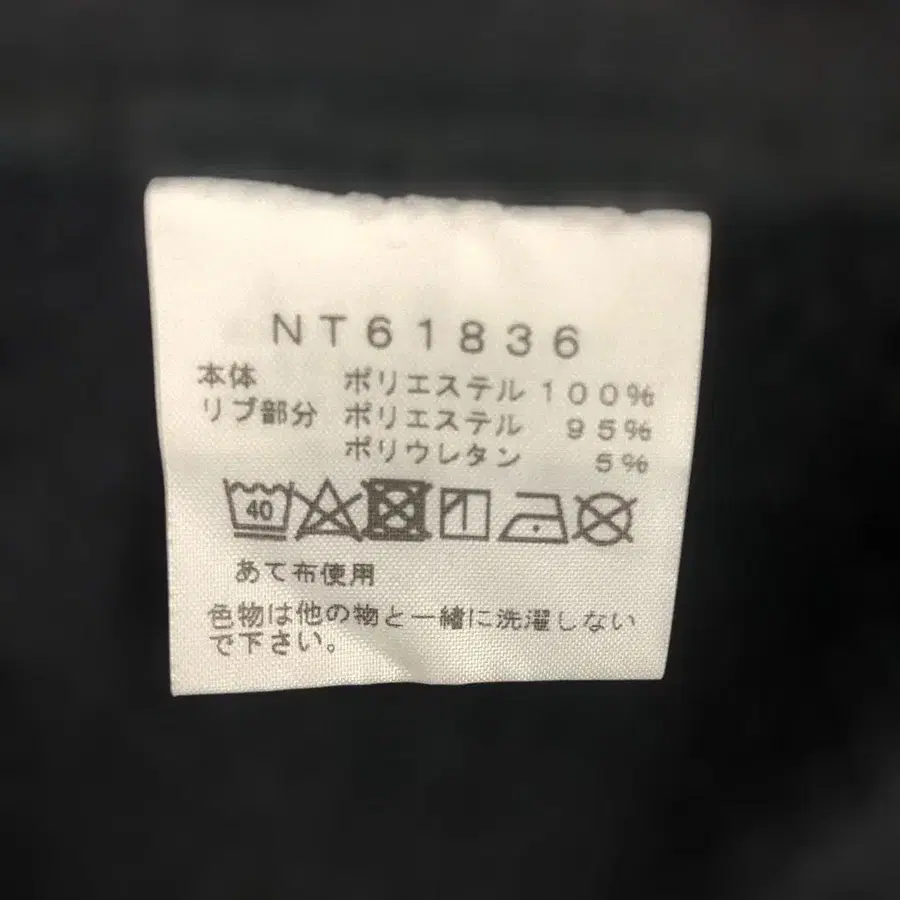 NT61836
本体 ポリエステル 100%
リブ部分 ポリエステル 95%
ポリウレタン 5%
40
あて布使用
色物は他の物と一緒に洗濯しない
で下さい。